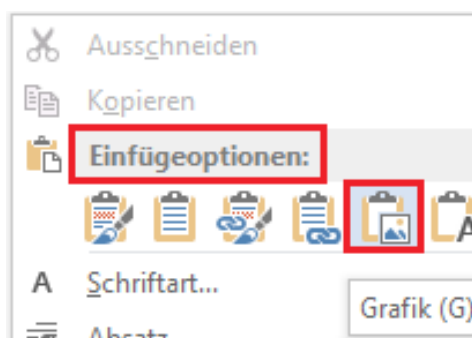 Ausschneiden
Kopieren
Einfügeoptionen:
A
Schriftart...
Grafik (G)
Absatz